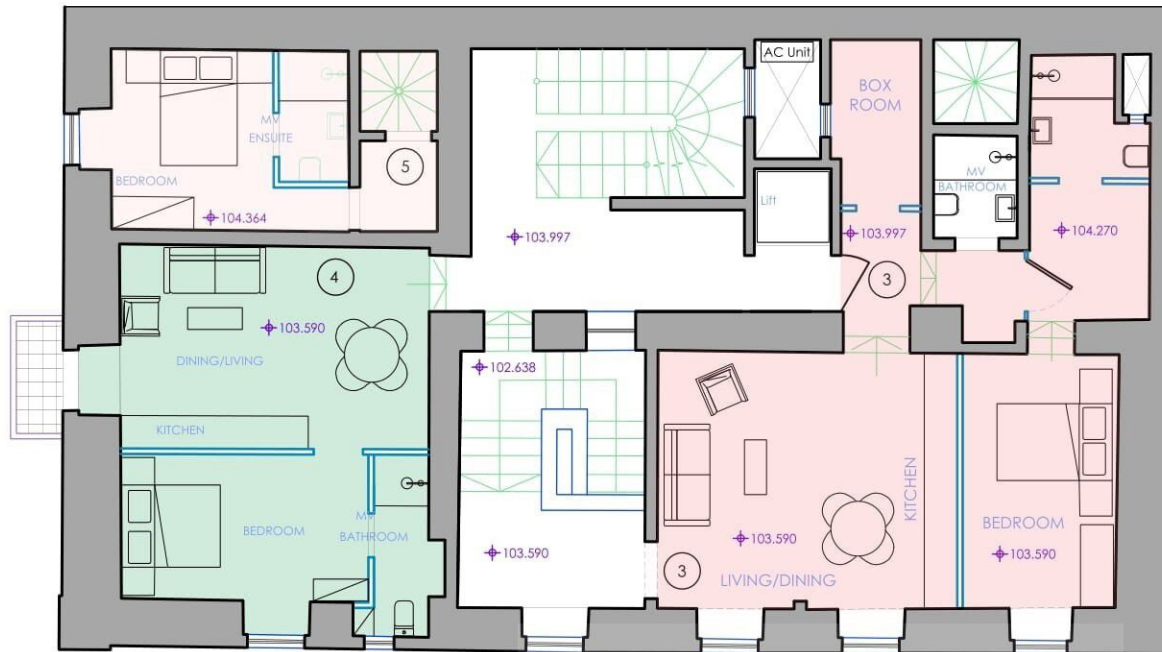 AC Unit
BOX
ROOM
MV
ENSUITE
5
MV
BATHROOM
BEDROOM
Lift
104.364
103.997
103.997
104.270
4
3
103.590
DINING/LIVING
102.638
KITCHEN
KITCHEN
BEDROOM
MV
BATHROOM
BEDROOM
103.590
103.590
103.590
3
LIVING/DINING